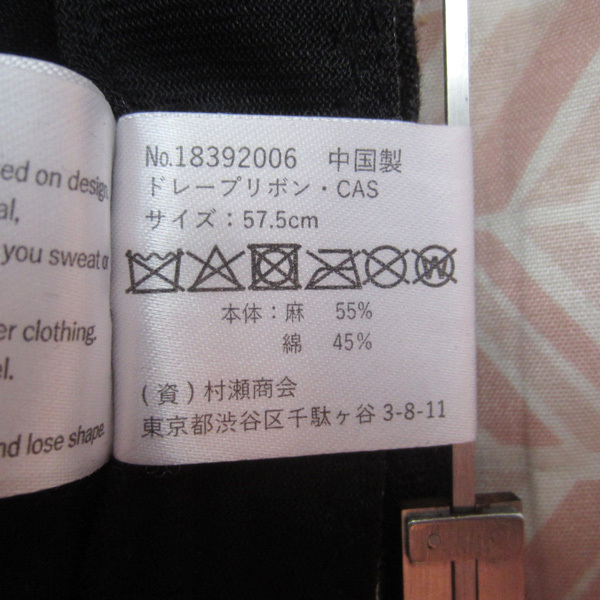 ed on design.
al,
you sweat or
er clothing.
el.
nd lose shape.
No.18392006 中国製
ドレープリボン・CAS
サイズ:57.5cm
W
本体:麻 55%
綿 45%
(資)村瀬商会
東京都渋谷区千駄ヶ谷 3-8-11